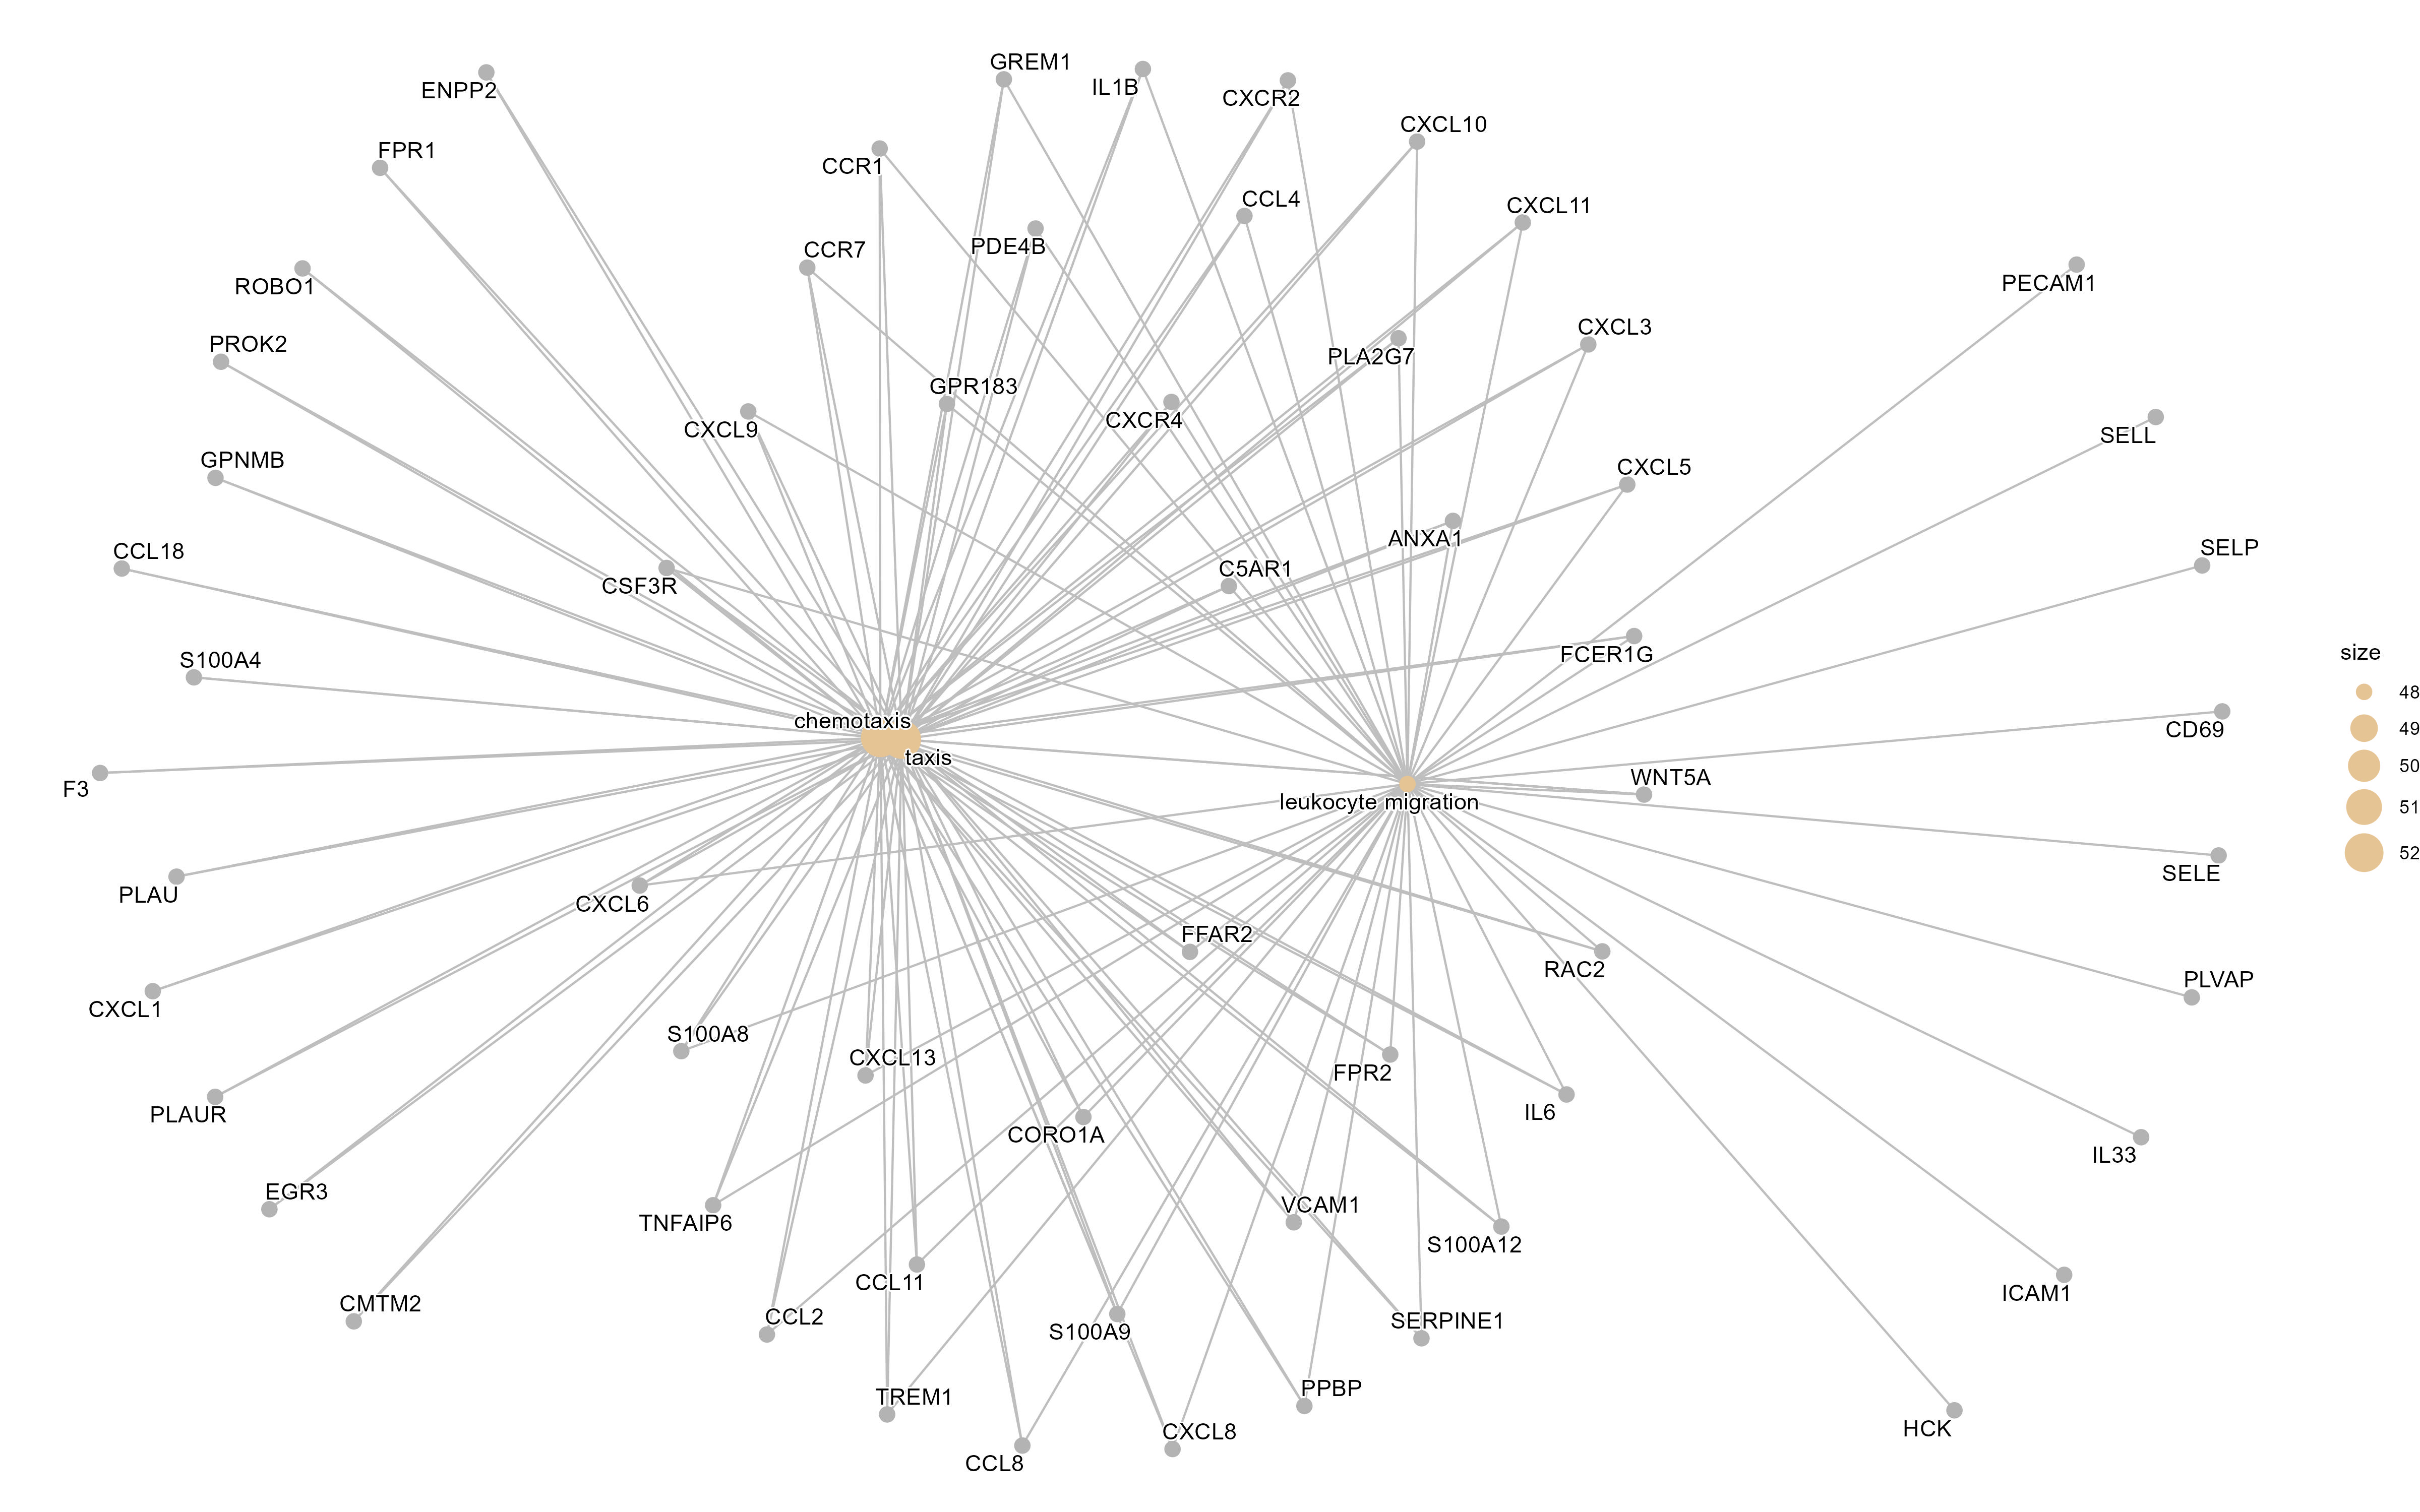 GREM1
ENPP2
IL1B
CXCR2
CXCL10
FPR1
CCR1
CCL4
CXCL11
PDE4B
CCR7
ROBO1
PECAM1
CXCL3
PROK2
PLA2G7
GPR183
CXCR4
CXCL9
SELL
GPNMB
CXCL5
ANXA1
CCL18
SELP
C5AR1
CSF3R
FCER1G
S100A4
size
48
chemotaxis
CD69
49
taxis
50
WNT5A
F3
leukocyte migration
51
52
SELE
PLAU
CXCL6
FFAR2
RAC2
PLVAP
CXCL1
S100A8
CXCL13
FPR2
IL6
PLAUR
CORO1A
IL33
EGR3
VCAM1
TNFAIP6
S100A12
CCL11
ICAM1
CMTM2
CCL2
SERPINE1
S100A9
PPBP
TREM1
CXCL8
HCK
CCL8